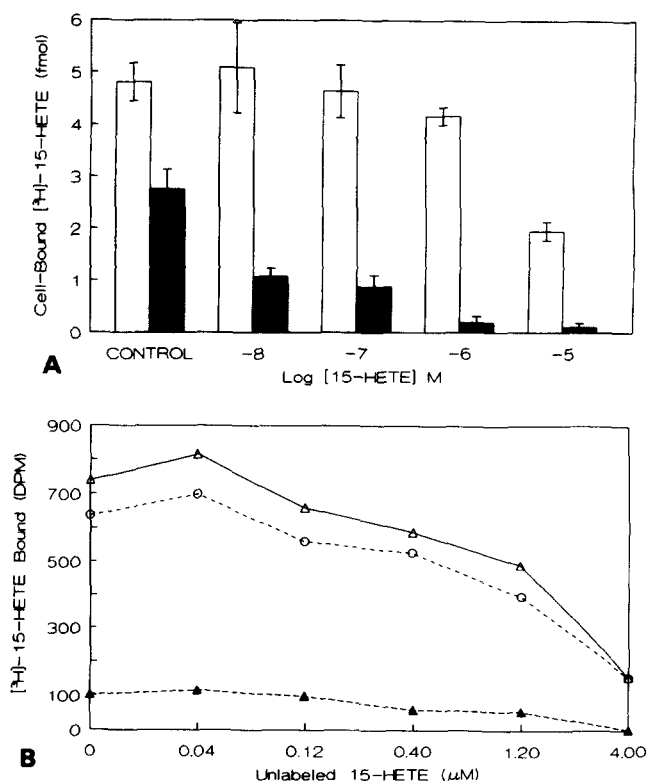 6
5
4
3
2
1
0
Cell-Bound [³H]-15-HETE (fmol)
CONTROL -8 -7 -6 -5
Log [15-HETE] M
A
900
700
500
300
100
0
[³H]-15-HETE Bound (DPM)
0 0.04 0.12 0.40 1.20 4.00
Unlabeled 15-HETE (μM)
B